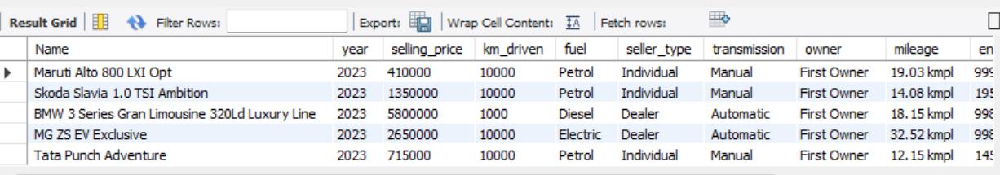 Result Grid Filter Rows: Export: Wrap Cell Content: Fetch rows:
Name year selling_price km_driven fuel seller_type transmission owner mileage en
Maruti Alto 800 LXI Opt 2023 410000 10000 Petrol Individual Manual First Owner 19.03 kmpl 999
Skoda Slavia 1.0 TSI Ambition 2023 1350000 10000 Petrol Individual Manual First Owner 14.08 kmpl 195
BMW 3 Series Gran Limousine 320Ld Luxury Line 2023 5800000 1000 Diesel Dealer Automatic First Owner 18.15 kmpl 998
MG ZS EV Exclusive 2023 2650000 10000 Electric Dealer Automatic First Owner 32.52 kmpl 998
Tata Punch Adventure 2023 715000 10000 Petrol Individual Manual First Owner 12.15 kmpl 145